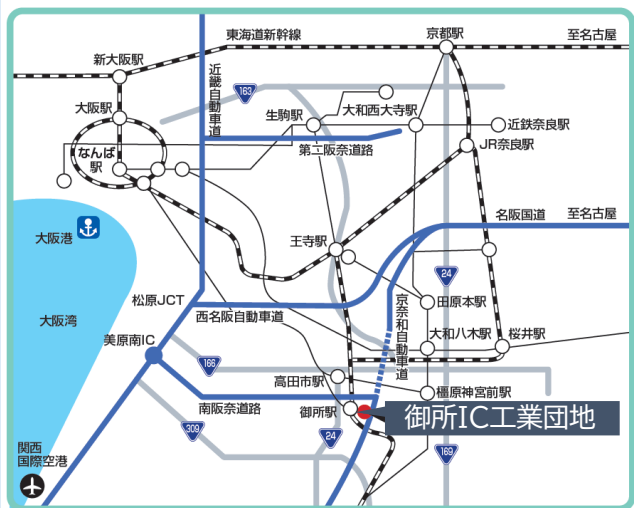 東海道新幹線
京都駅
至名古屋
新大阪駅
近畿自動車道
163
大阪駅
生駒駅
大和西大寺駅
近鉄奈良駅
第二阪奈道路
JR奈良駅
なんば
駅
名阪国道
至名古屋
大阪港
王寺駅
24
松原JCT
京奈和自動車道
田原本駅
大阪湾
西名阪自動車道
美原南IC
大和八木駅
桜井駅
166
高田市駅
橿原神宮前駅
南阪奈道路
御所駅
御所IC工業団地
309
24
169
関西
国際空港